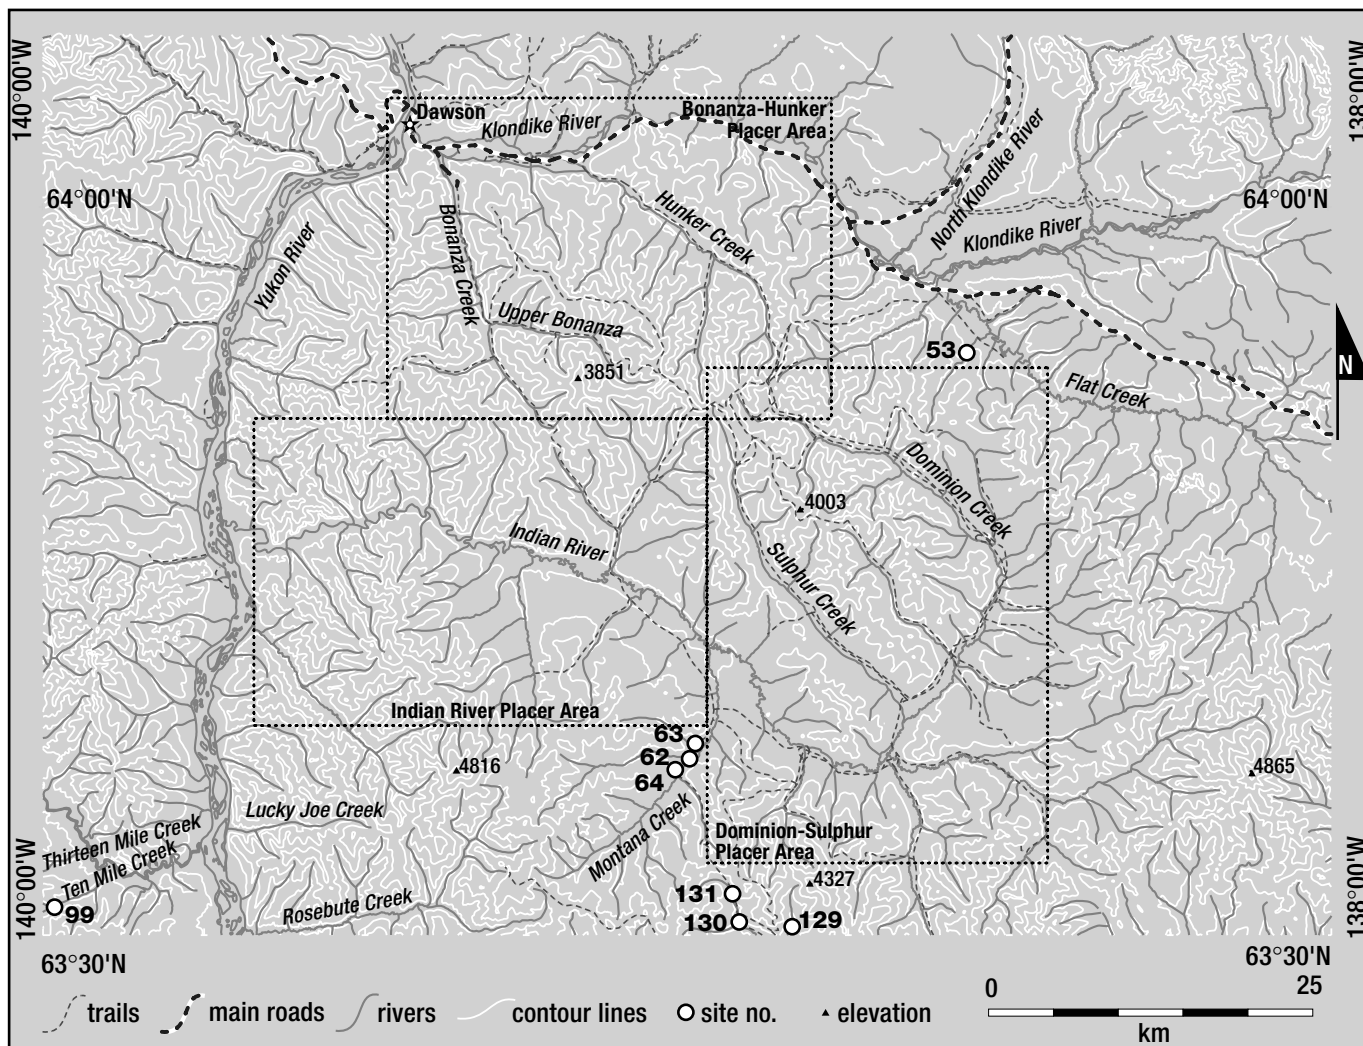 140°00'W
138°00'W
Dawson
Klondike River
Bonanza-Hunker
Placer Area
North Klondike River
64°00'N
64°00'N
Hunker Creek
Klondike River
Yukon River
Bonanza Creek
Upper Bonanza
53
3851
N
Flat Creek
Dominion Creek
4003
Indian River
Sulphur Creek
Indian River Placer Area
63
62
64
4816
4865
Lucky Joe Creek
Thirteen Mile Creek
Ten Mile Creek
Montana Creek
Dominion-Sulphur
Placer Area
4327
131
99
Rosebute Creek
130
129
140°00'W
138°00'W
63°30'N
63°30'N
trails
main roads
rivers
contour lines
site no.
elevation
0
25
km